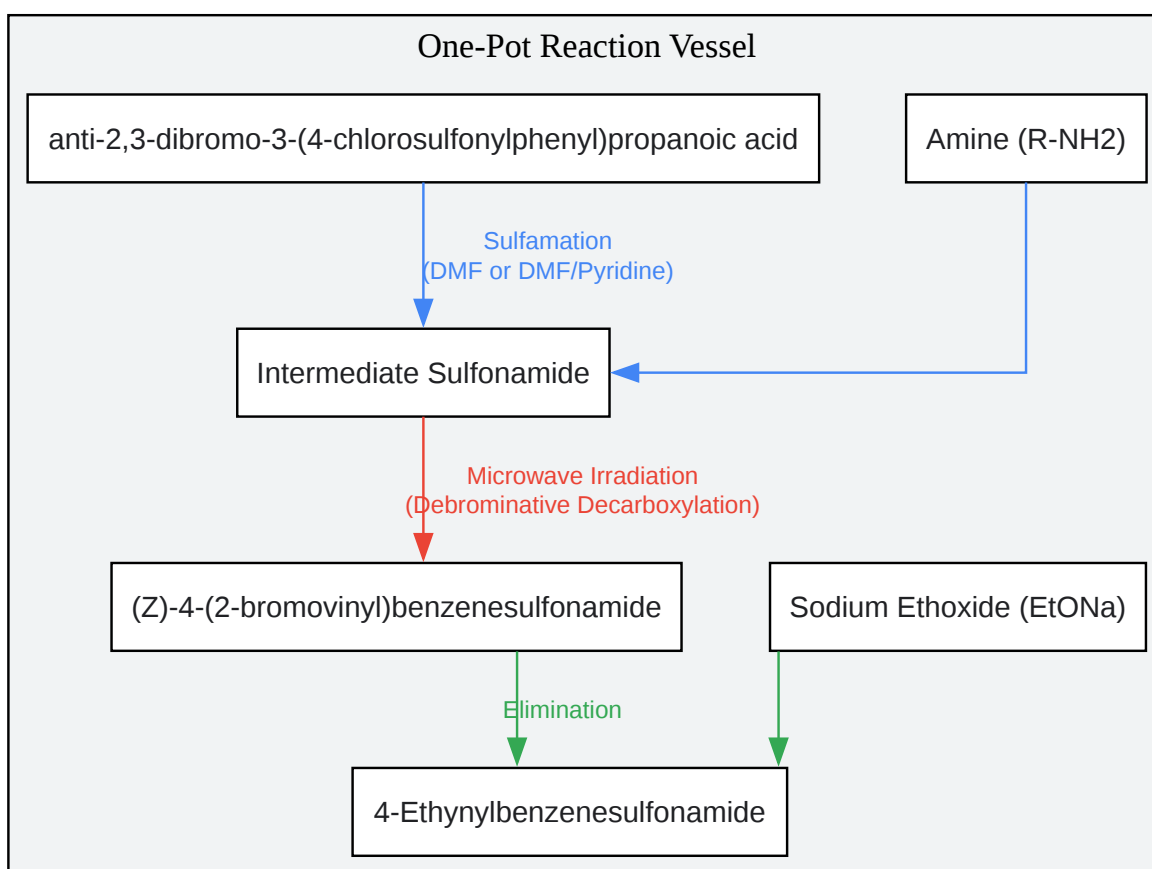 One-Pot Reaction Vessel
anti-2,3-dibromo-3-(4-chlorosulfonylphenyl)propanoic acid
Amine (R-NH2)
Sulfamation
(DMF or DMF/Pyridine)
Intermediate Sulfonamide
Microwave Irradiation
(Debrominative Decarboxylation)
(Z)-4-(2-bromovinyl)benzenesulfonamide
Sodium Ethoxide (EtONa)
Elimination
4-Ethynylbenzenesulfonamide